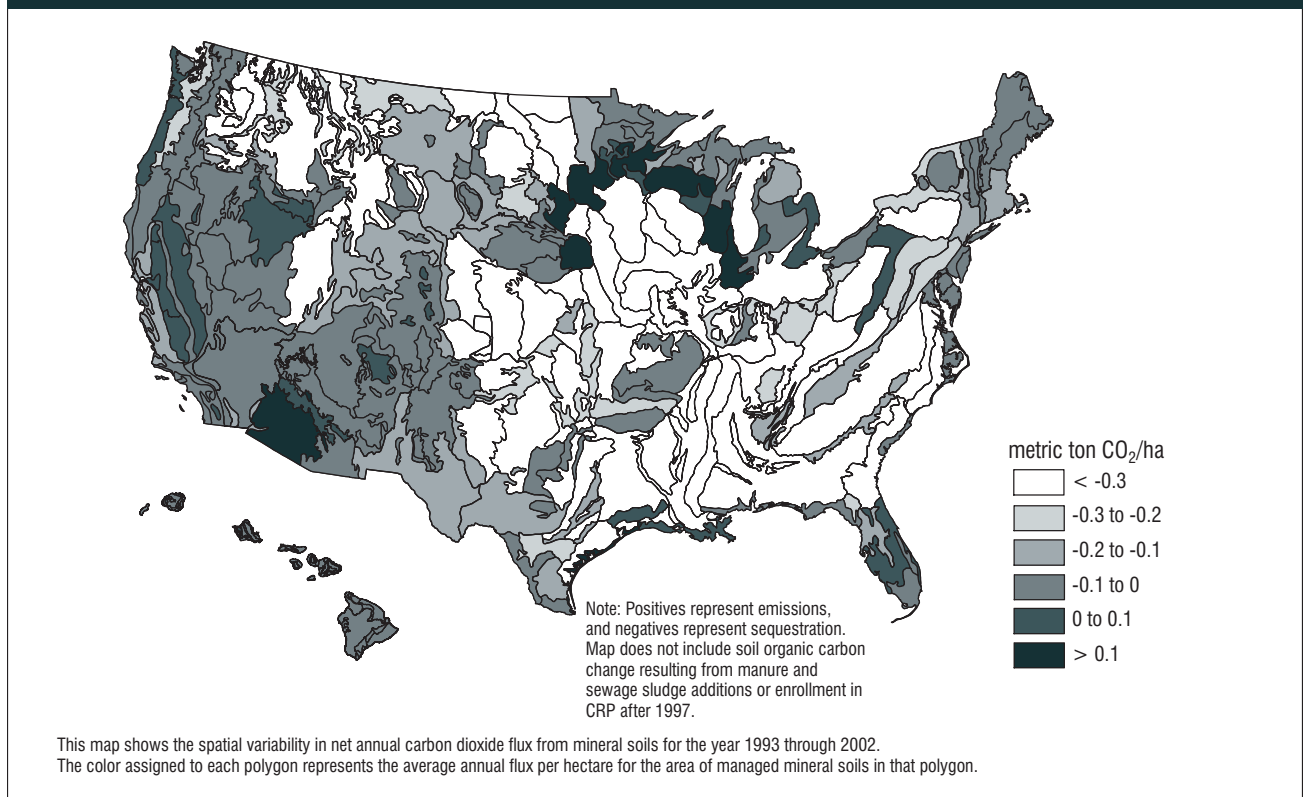 metric ton CO₂/ha
< -0.3
-0.3 to -0.2
-0.2 to -0.1
-0.1 to 0
0 to 0.1
> 0.1
Note: Positives represent emissions,
and negatives represent sequestration.
Map does not include soil organic carbon
change resulting from manure and
sewage sludge additions or enrollment in
CRP after 1997.
This map shows the spatial variability in net annual carbon dioxide flux from mineral soils for the year 1993 through 2002.
The color assigned to each polygon represents the average annual flux per hectare for the area of managed mineral soils in that polygon.